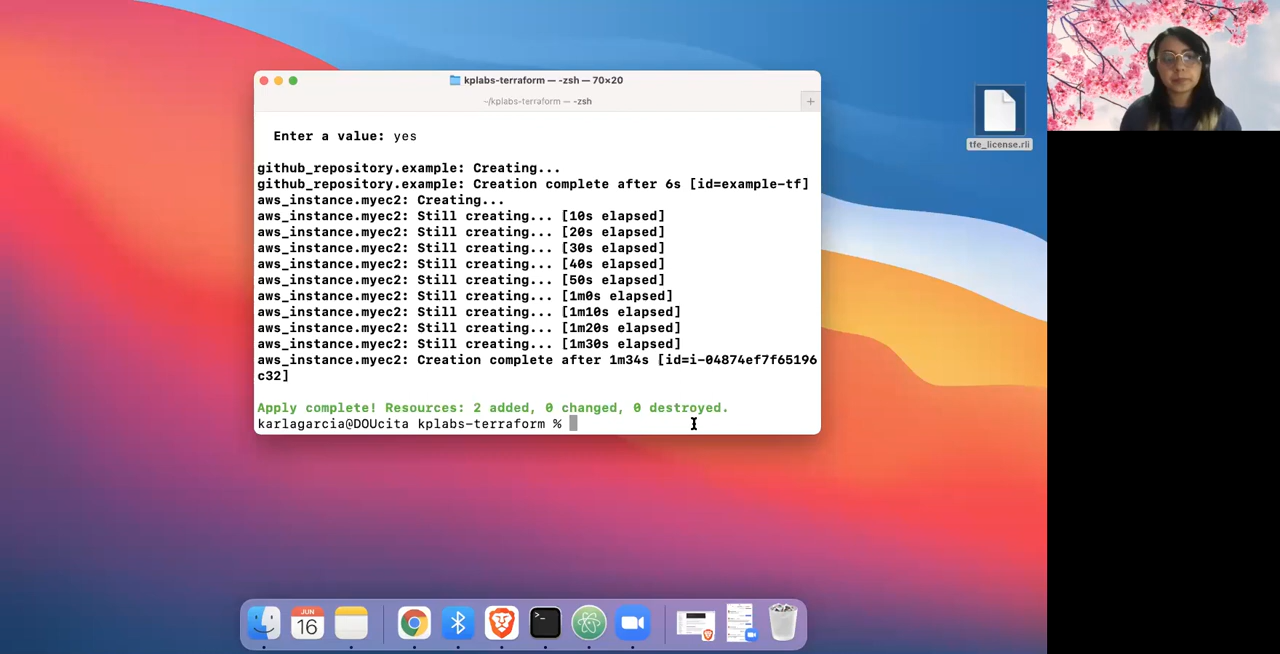 kplabs-terraform — -zsh — 70×20
~/kplabs-terraform — -zsh
+
Enter a value: yes
github_repository.example: Creating...
github_repository.example: Creation complete after 6s [id=example-tf]
aws_instance.myec2: Creating...
aws_instance.myec2: Still creating... [10s elapsed]
aws_instance.myec2: Still creating... [20s elapsed]
aws_instance.myec2: Still creating... [30s elapsed]
aws_instance.myec2: Still creating... [40s elapsed]
aws_instance.myec2: Still creating... [50s elapsed]
aws_instance.myec2: Still creating... [1m0s elapsed]
aws_instance.myec2: Still creating... [1m10s elapsed]
aws_instance.myec2: Still creating... [1m20s elapsed]
aws_instance.myec2: Still creating... [1m30s elapsed]
aws_instance.myec2: Creation complete after 1m34s [id=i-04874ef7f65196
c32]
Apply complete! Resources: 2 added, 0 changed, 0 destroyed.
karlagarcia@DOUcita kplabs-terraform %
tfe_license.rli
JUN
16
>_